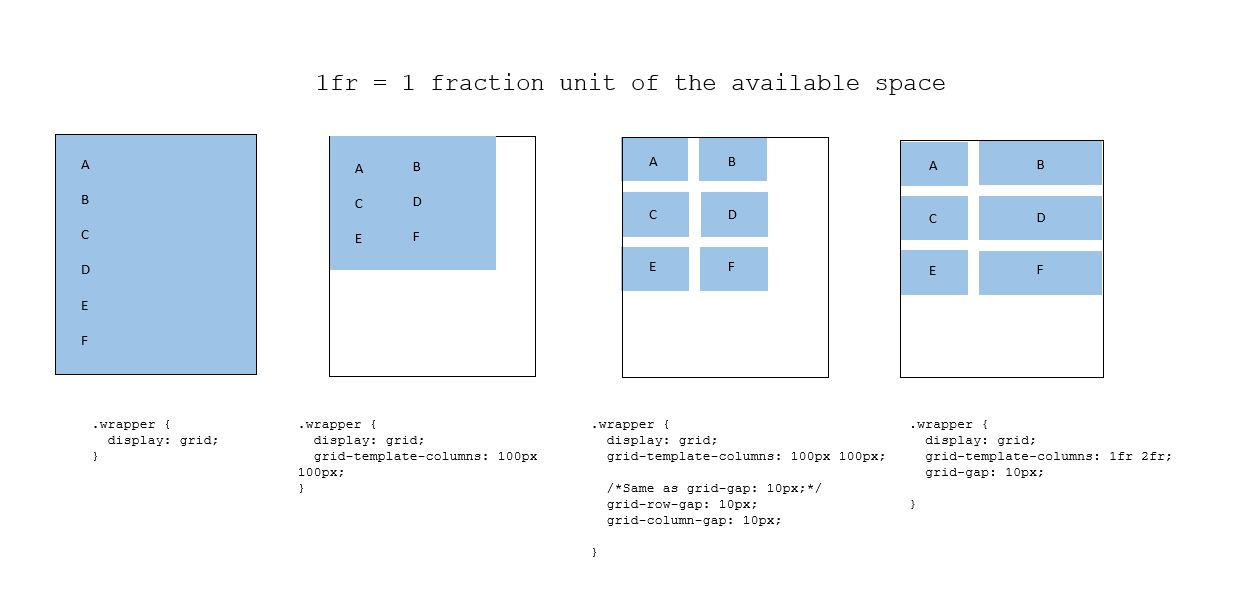 1fr = 1 fraction unit of the available space
A
B
C
D
E
F
A B
C D
E F
A B
C D
E F
A B
C D
E F
.wrapper {
display: grid;
}
.wrapper {
display: grid;
grid-template-columns: 100px
100px;
}
.wrapper {
display: grid;
grid-template-columns: 100px 100px;
/*Same as grid-gap: 10px;*/
grid-row-gap: 10px;
grid-column-gap: 10px;
}
.wrapper {
display: grid;
grid-template-columns: 1fr 2fr;
grid-gap: 10px;
}